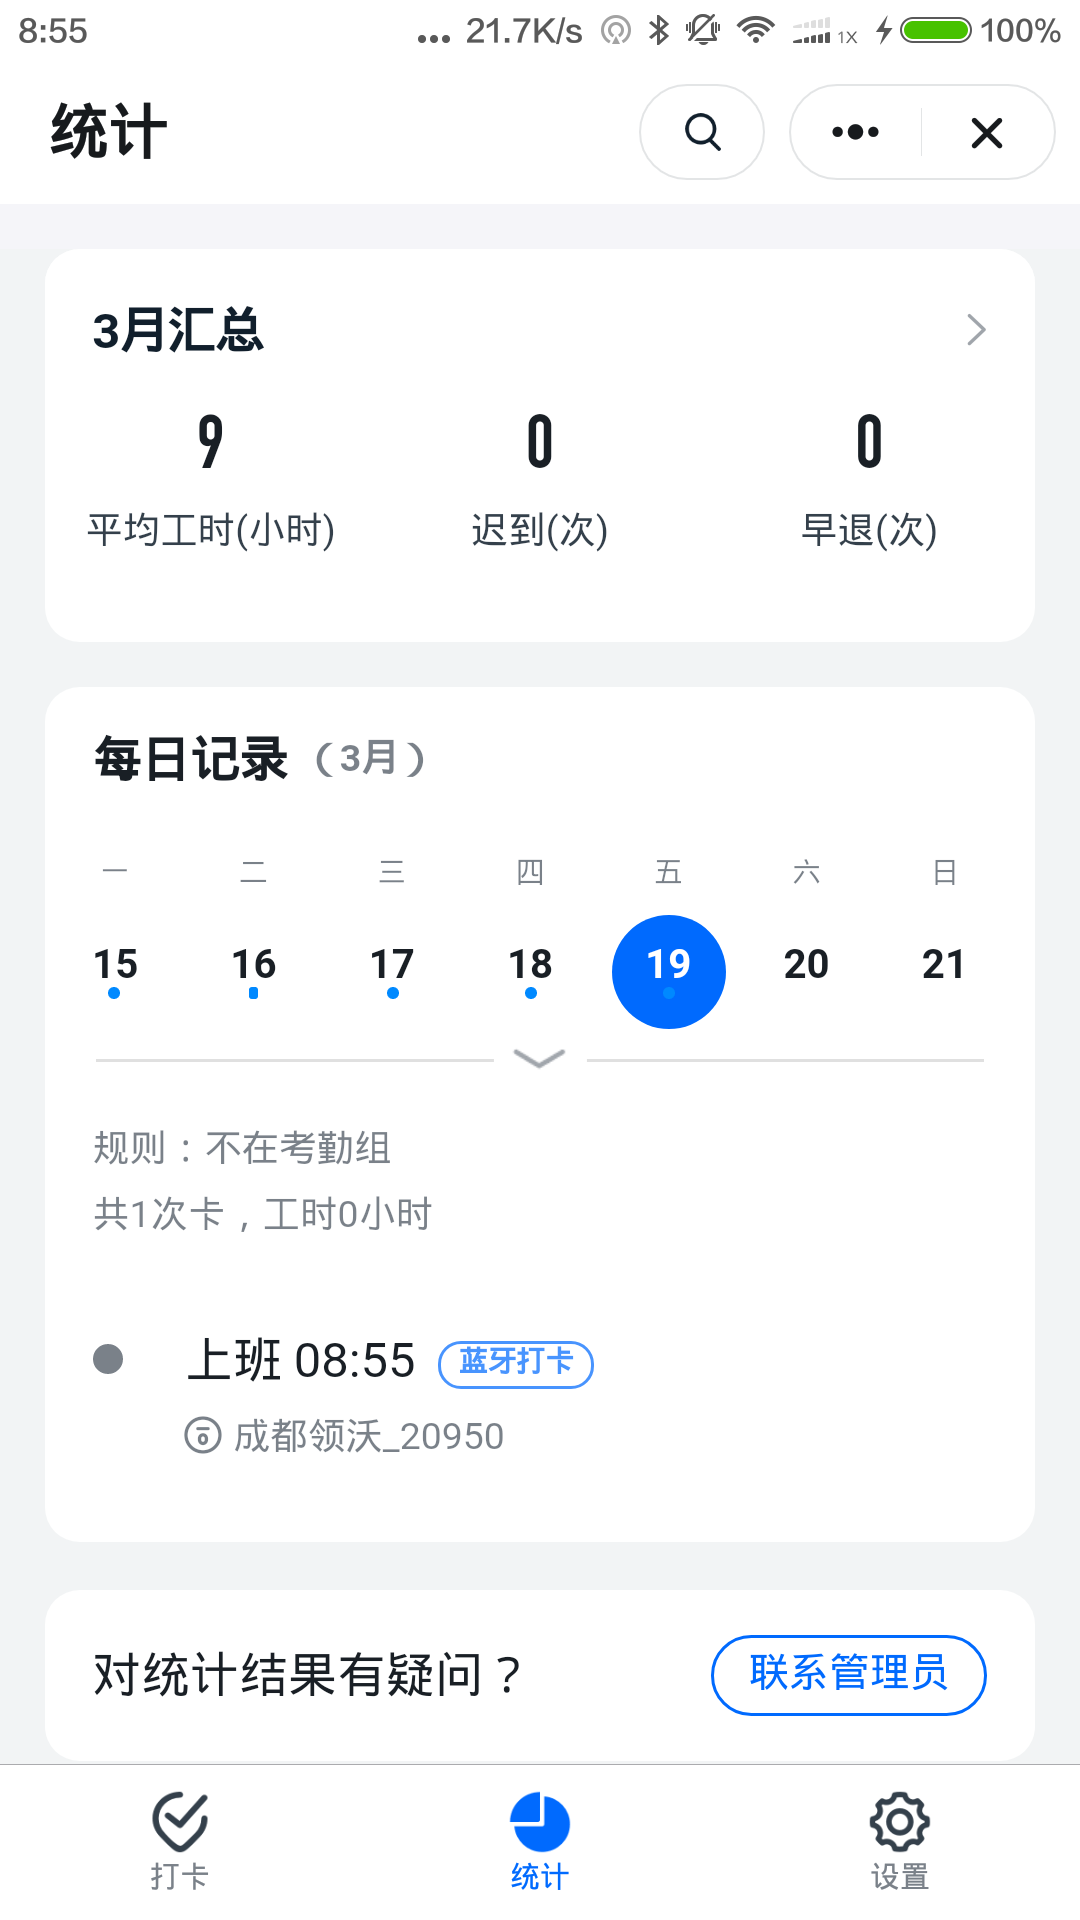 8:55 ... 21.7K/s 1X 100%
统计
3月汇总
9 0 0
平均工时(小时) 迟到(次) 早退(次)
每日记录 （3月）
一 二 三 四 五 六 日
15 16 17 18 19 20 21
规则：不在考勤组
共1次卡，工时0小时
上班 08:55 蓝牙打卡
成都领沃_20950
对统计结果有疑问？ 联系管理员
打卡 统计 设置